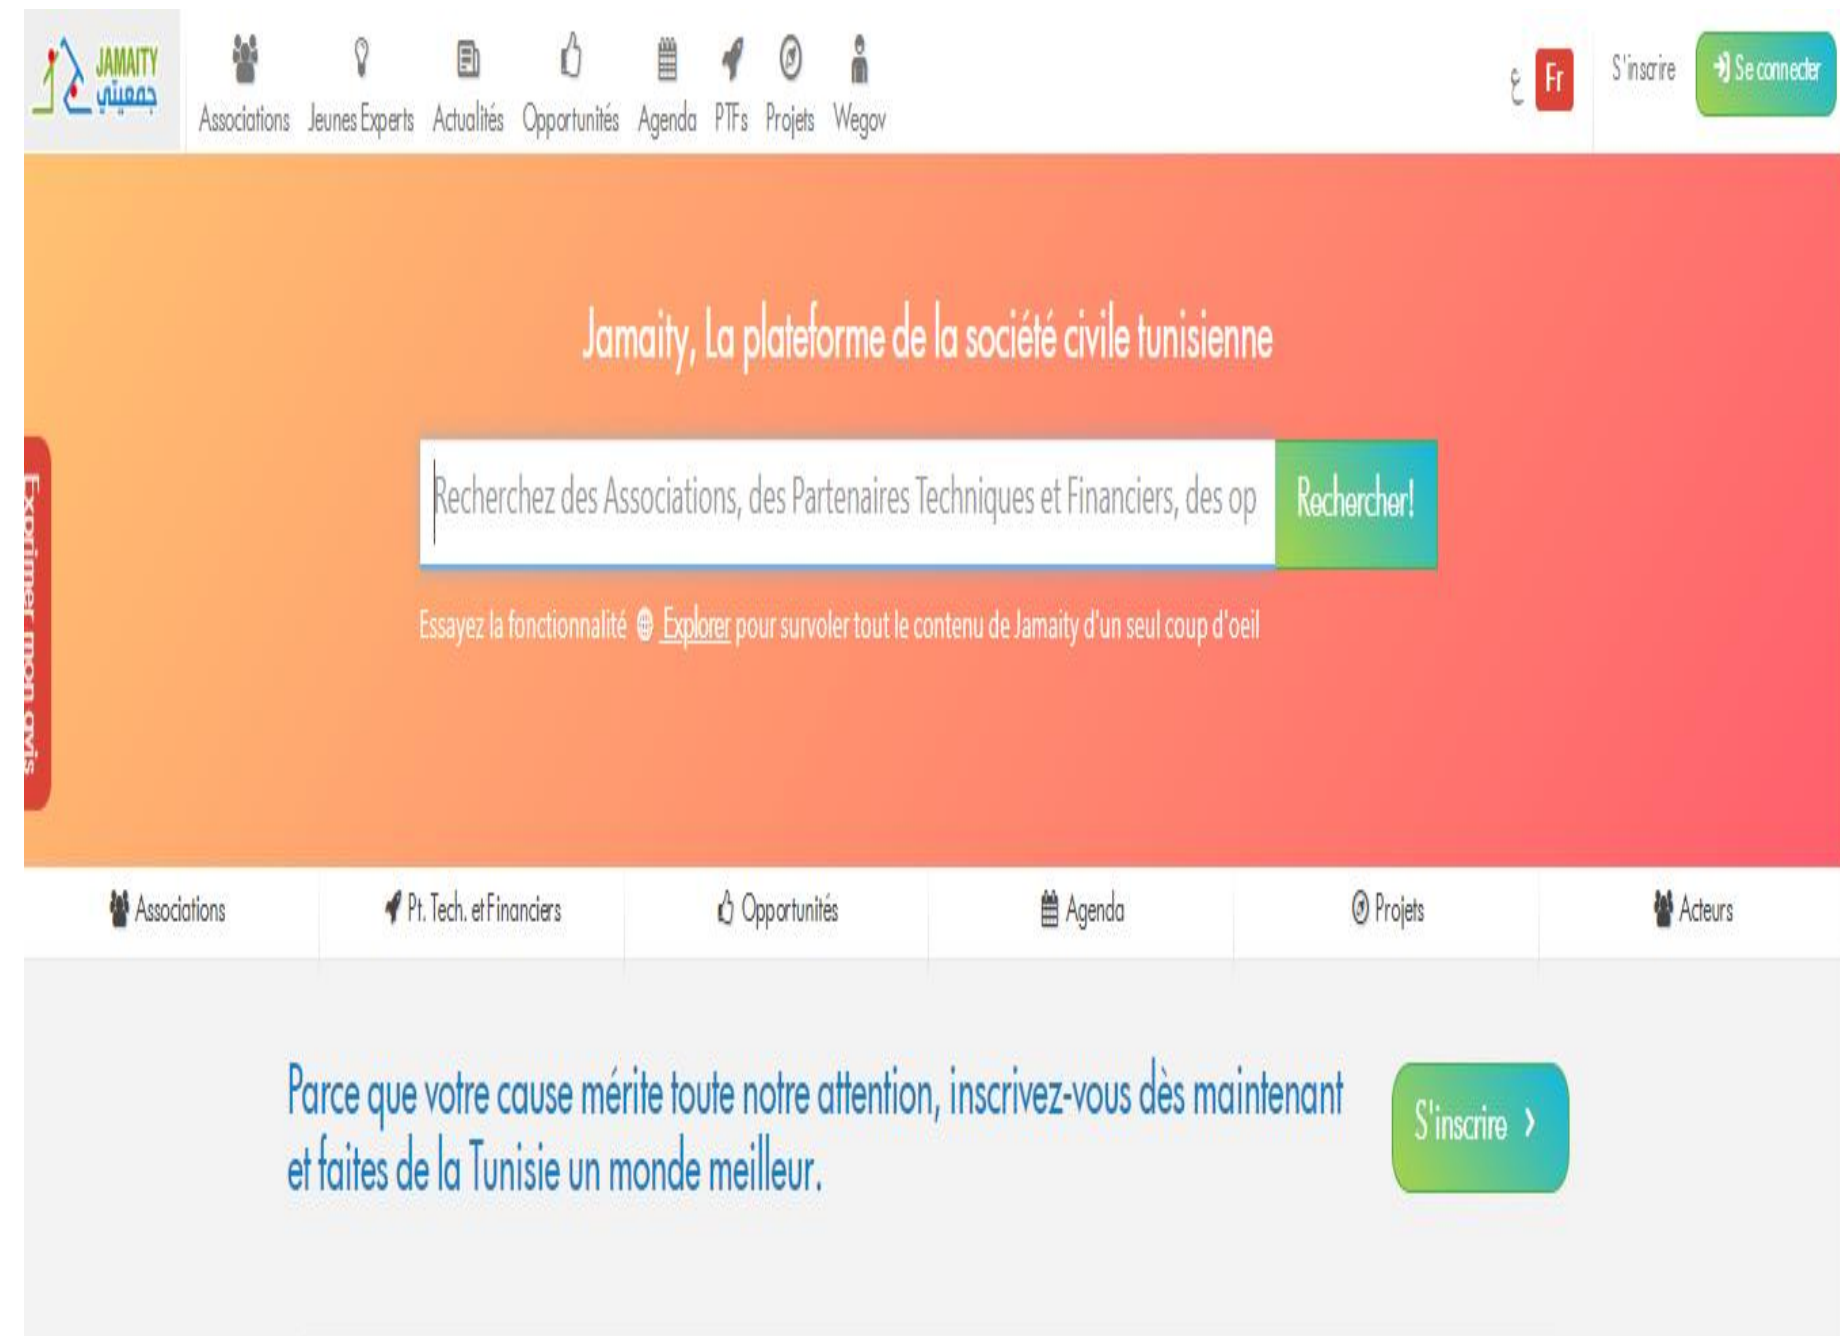 JAMAITY
جمعيتي
Associations Jeunes Experts Actualités Opportunités Agenda PTFs Projets Wegov
ع Fr S'inscrire Se connecter
Jamaity, La plateforme de la société civile tunisienne
Recherchez des Associations, des Partenaires Techniques et Financiers, des op Rechercher!
Essayez la fonctionnalité Explorer pour survoler tout le contenu de Jamaity d'un seul coup d'oeil
Exprimer mon avis
Associations Pt. Tech. et Financiers Opportunités Agenda Projets Acteurs
Parce que votre cause mérite toute notre attention, inscrivez-vous dès maintenant
et faites de la Tunisie un monde meilleur.
S'inscrire